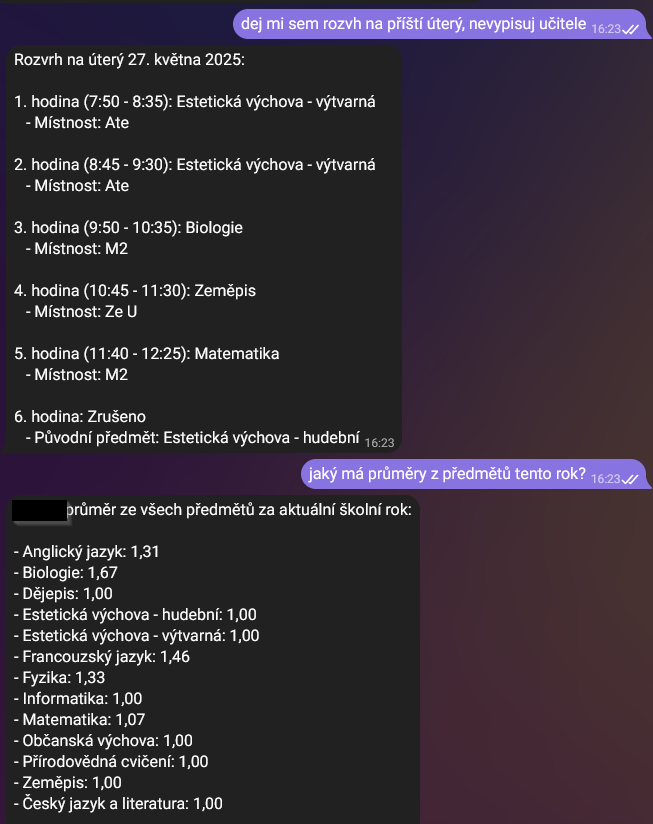 dej mi sem rozvh na příští úterý, nevypisuj učitele 16:23
Rozvrh na úterý 27. května 2025:
1. hodina (7:50 - 8:35): Estetická výchova - výtvarná
- Místnost: Ate
2. hodina (8:45 - 9:30): Estetická výchova - výtvarná
- Místnost: Ate
3. hodina (9:50 - 10:35): Biologie
- Místnost: M2
4. hodina (10:45 - 11:30): Zeměpis
- Místnost: Ze U
5. hodina (11:40 - 12:25): Matematika
- Místnost: M2
6. hodina: Zrušeno
- Původní předmět: Estetická výchova - hudební 16:23
jaký má průměry z předmětů tento rok? 16:23
průměr ze všech předmětů za aktuální školní rok:
- Anglický jazyk: 1,31
- Biologie: 1,67
- Dějepis: 1,00
- Estetická výchova - hudební: 1,00
- Estetická výchova - výtvarná: 1,00
- Francouzský jazyk: 1,46
- Fyzika: 1,33
- Informatika: 1,00
- Matematika: 1,07
- Občanská výchova: 1,00
- Přírodovědná cvičení: 1,00
- Zeměpis: 1,00
- Český jazyk a literatura: 1,00